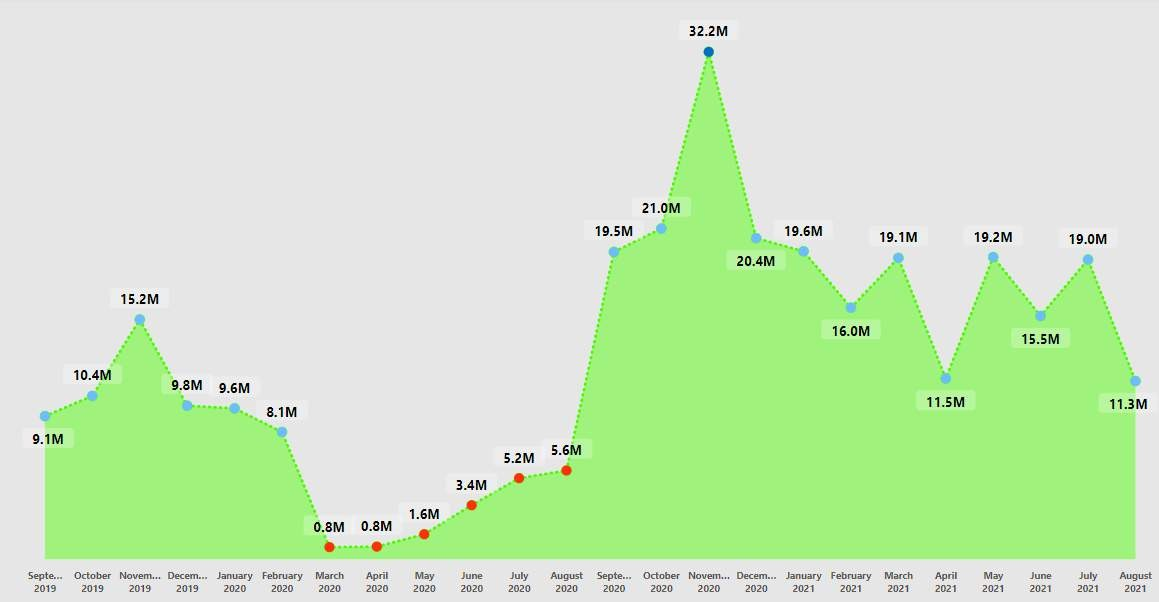 32.2M
21.0M
19.5M
19.6M
19.1M
19.2M
19.0M
20.4M
15.2M
16.0M
15.5M
10.4M
9.8M
9.6M
11.5M
11.3M
8.1M
9.1M
5.6M
5.2M
3.4M
1.6M
0.8M
0.8M
Septe... October Novem... Decem... January February March April May June July August Septe... October Novem... Decem... January February March April May June July August
2019 2019 2019 2019 2020 2020 2020 2020 2020 2020 2020 2020 2020 2020 2020 2020 2021 2021 2021 2021 2021 2021 2021 2021